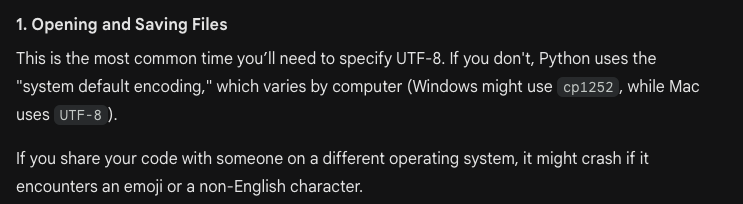 1. Opening and Saving Files
This is the most common time you’ll need to specify UTF-8. If you don't, Python uses the
"system default encoding," which varies by computer (Windows might use cp1252, while Mac
uses UTF-8).
If you share your code with someone on a different operating system, it might crash if it
encounters an emoji or a non-English character.